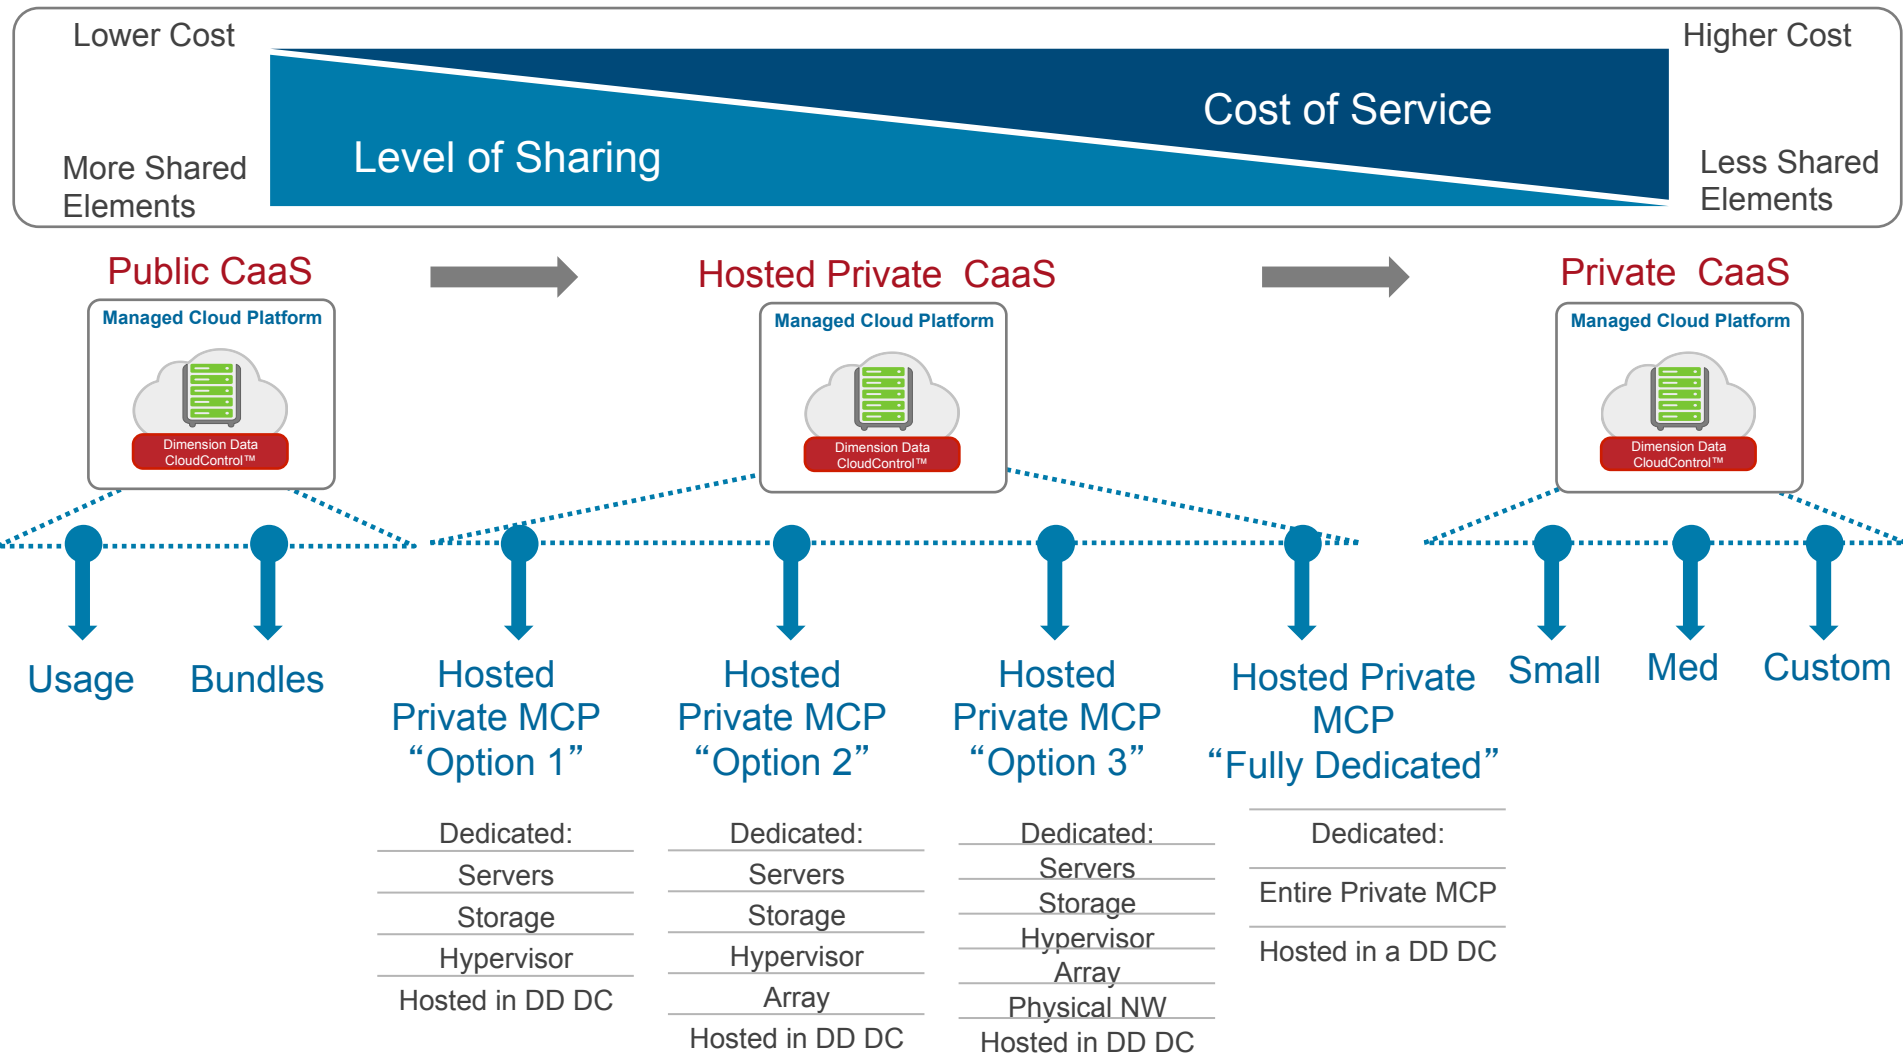 Lower Cost
Higher Cost
Cost of Service
Level of Sharing
More Shared
Elements
Less Shared
Elements
Public CaaS
Hosted Private CaaS
Private CaaS
Managed Cloud Platform
Dimension Data
CloudControl™
Managed Cloud Platform
Dimension Data
CloudControl™
Managed Cloud Platform
Dimension Data
CloudControl™
Usage
Bundles
Hosted
Private MCP
“Option 1”
Hosted
Private MCP
“Option 2”
Hosted
Private MCP
“Option 3”
Hosted Private
MCP
“Fully Dedicated”
Small
Med
Custom
Dedicated:
Servers
Storage
Hypervisor
Hosted in DD DC
Dedicated:
Servers
Storage
Hypervisor
Array
Hosted in DD DC
Dedicated:
Servers
Storage
Hypervisor
Array
Physical NW
Hosted in DD DC
Dedicated:
Entire Private MCP
Hosted in a DD DC